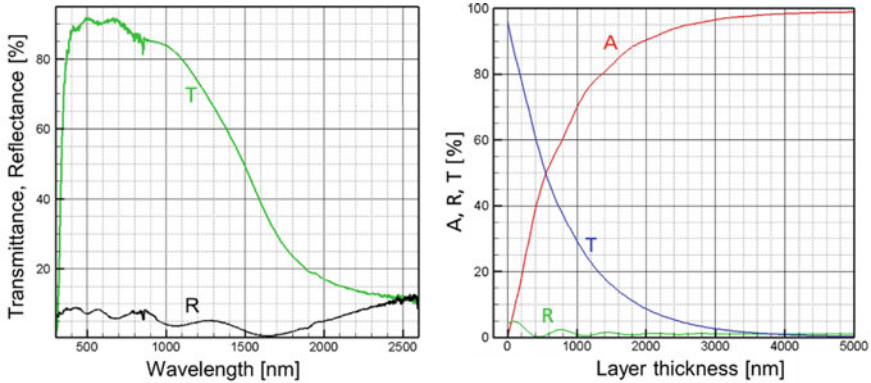 Transmittance, Reflectance [%]
80
60
40
20
T
R
500
1000
1500
2000
2500
Wavelength [nm]
A, R, T [%]
100
80
60
40
20
0
A
T
R
0
1000
2000
3000
4000
5000
Layer thickness [nm]